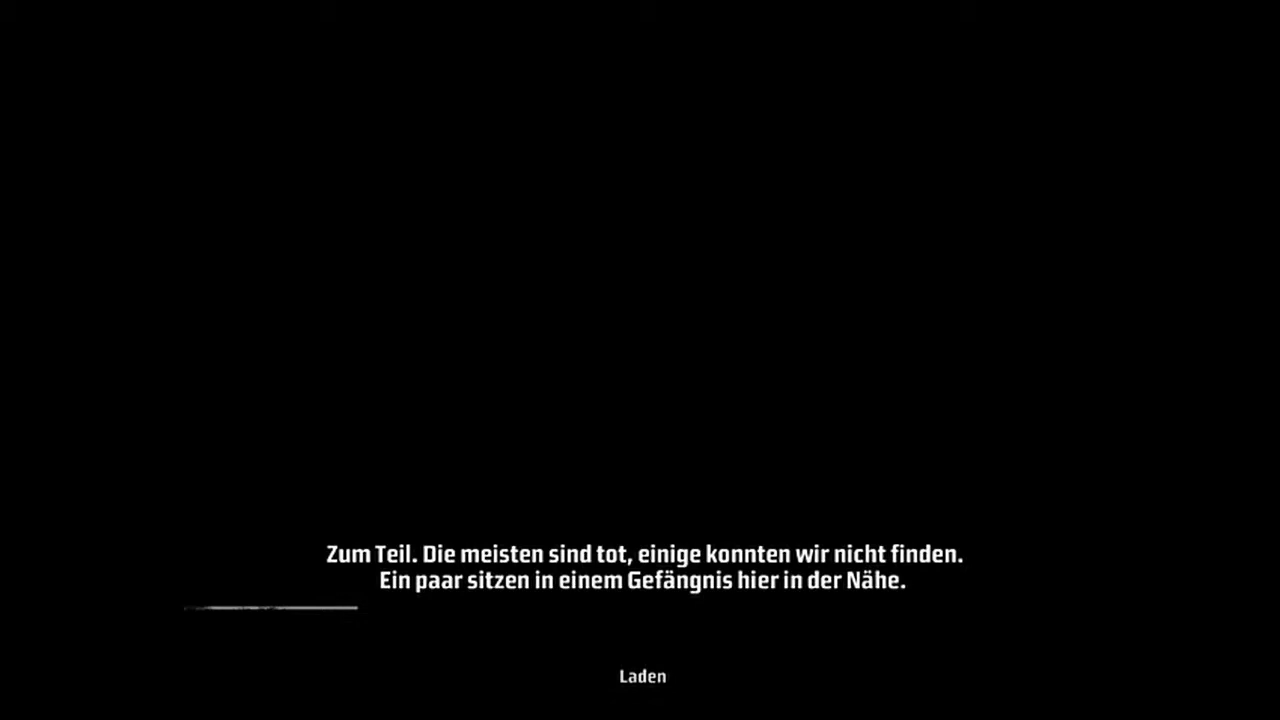 Zum Teil. Die meisten sind tot, einige konnten wir nicht finden.
Ein paar sitzen in einem Gefängnis hier in der Nähe.
Laden